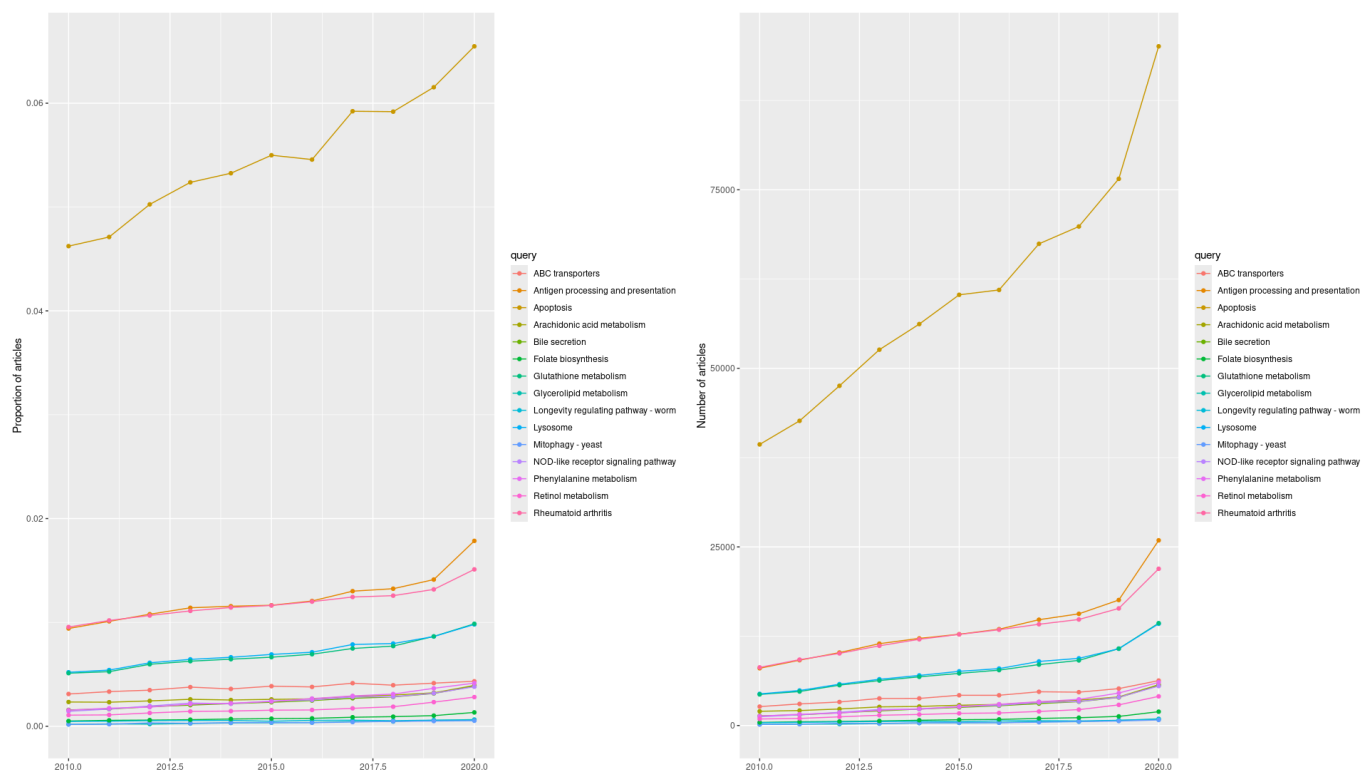 0.06
0.04
0.02
0.00
Proportion of articles
2010.0
2012.5
2015.0
2017.5
2020.0
query
ABC transporters
Antigen processing and presentation
Apoptosis
Arachidonic acid metabolism
Bile secretion
Folate biosynthesis
Glutathione metabolism
Glycerolipid metabolism
Longevity regulating pathway - worm
Lysosome
Mitophagy - yeast
NOD-like receptor signaling pathway
Phenylalanine metabolism
Retinol metabolism
Rheumatoid arthritis
75000
50000
25000
0
Number of articles
2010.0
2012.5
2015.0
2017.5
2020.0
query
ABC transporters
Antigen processing and presentation
Apoptosis
Arachidonic acid metabolism
Bile secretion
Folate biosynthesis
Glutathione metabolism
Glycerolipid metabolism
Longevity regulating pathway - worm
Lysosome
Mitophagy - yeast
NOD-like receptor signaling pathway
Phenylalanine metabolism
Retinol metabolism
Rheumatoid arthritis